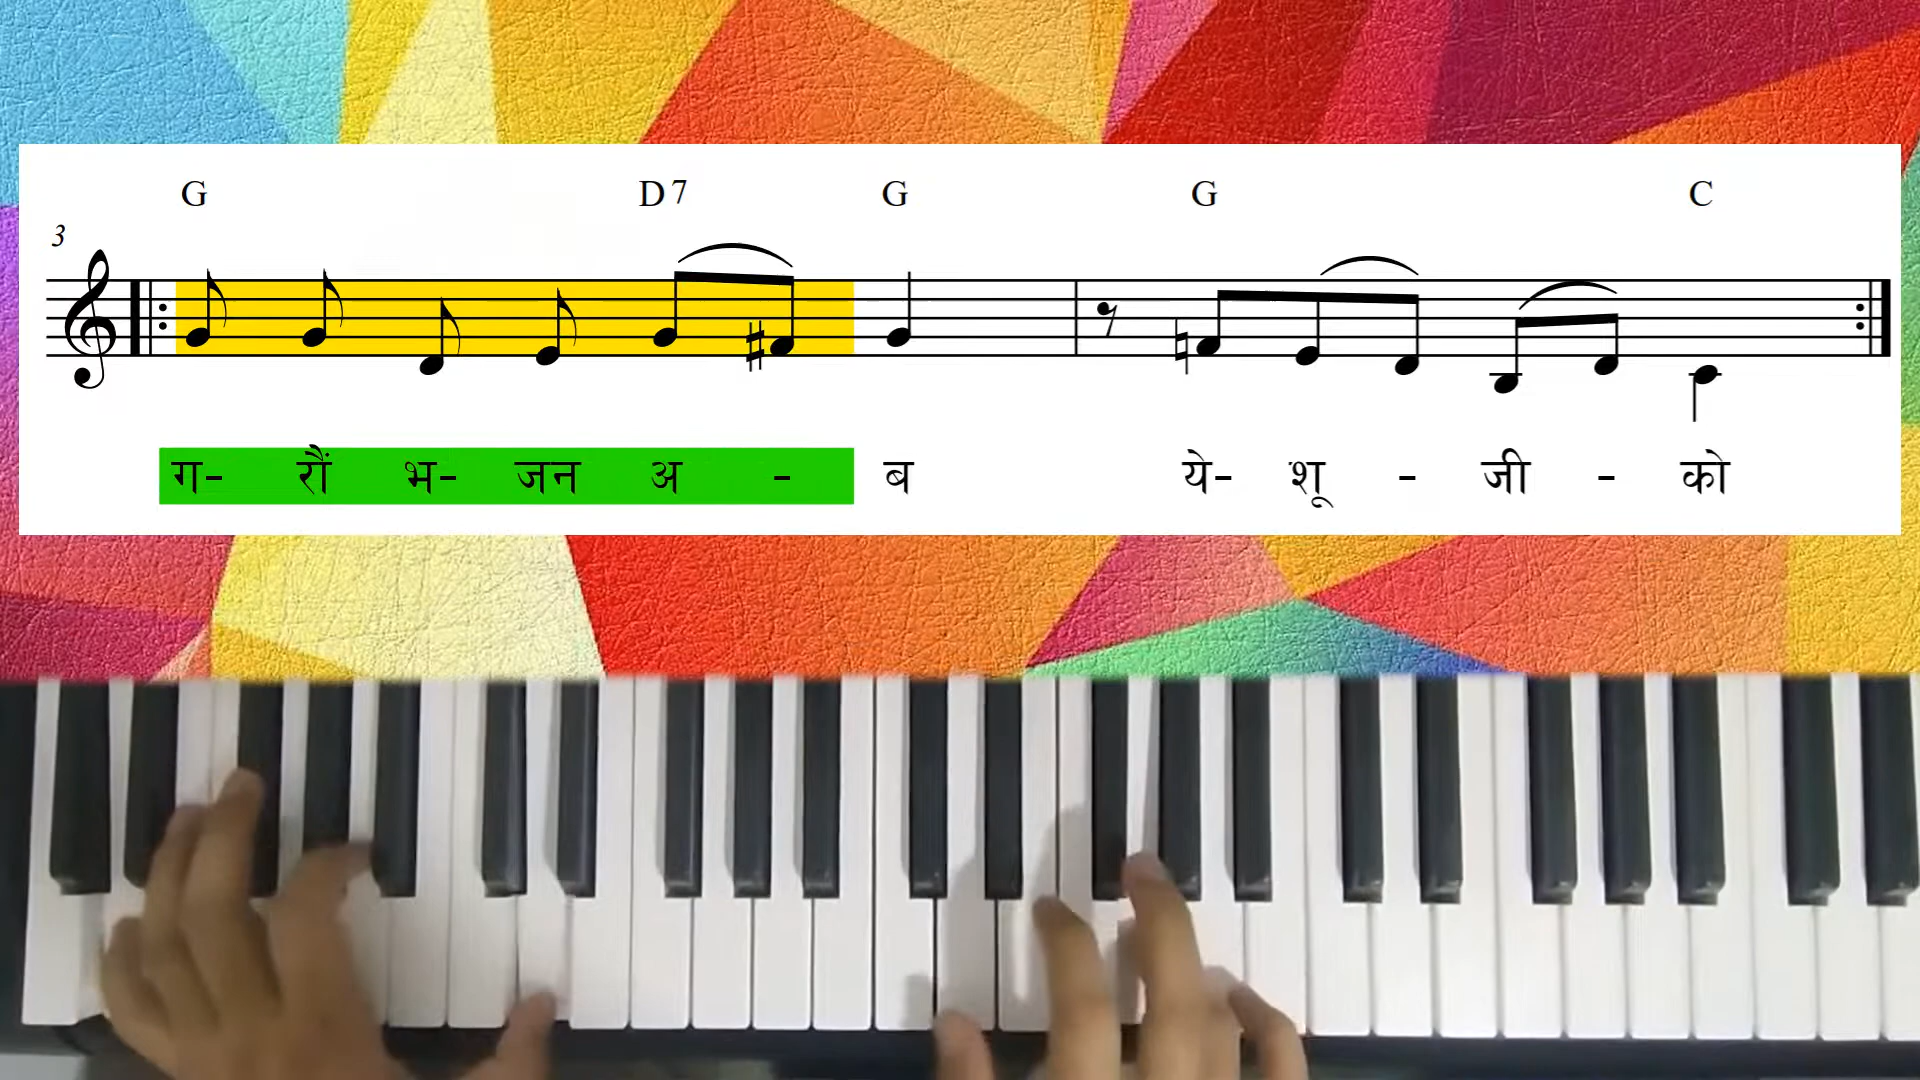 G D7 G G C
3
ग- रौं भ- जन अ - ब ये- शू - जी - को